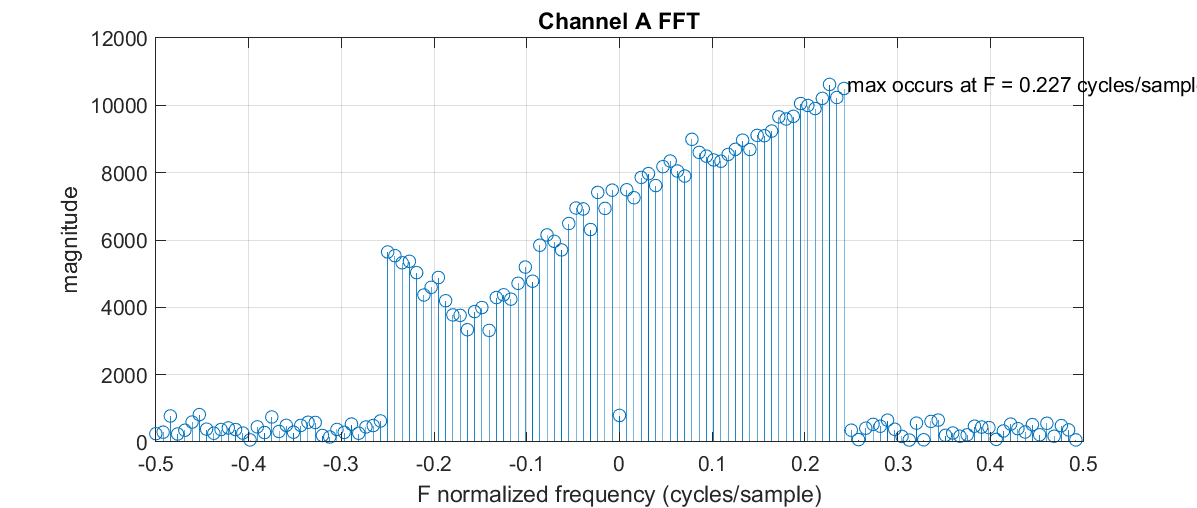 Channel A FFT
12000
10000
8000
6000
4000
2000
0
magnitude
max occurs at F = 0.227 cycles/sampl
-0.5 -0.4 -0.3 -0.2 -0.1 0 0.1 0.2 0.3 0.4 0.5
F normalized frequency (cycles/sample)